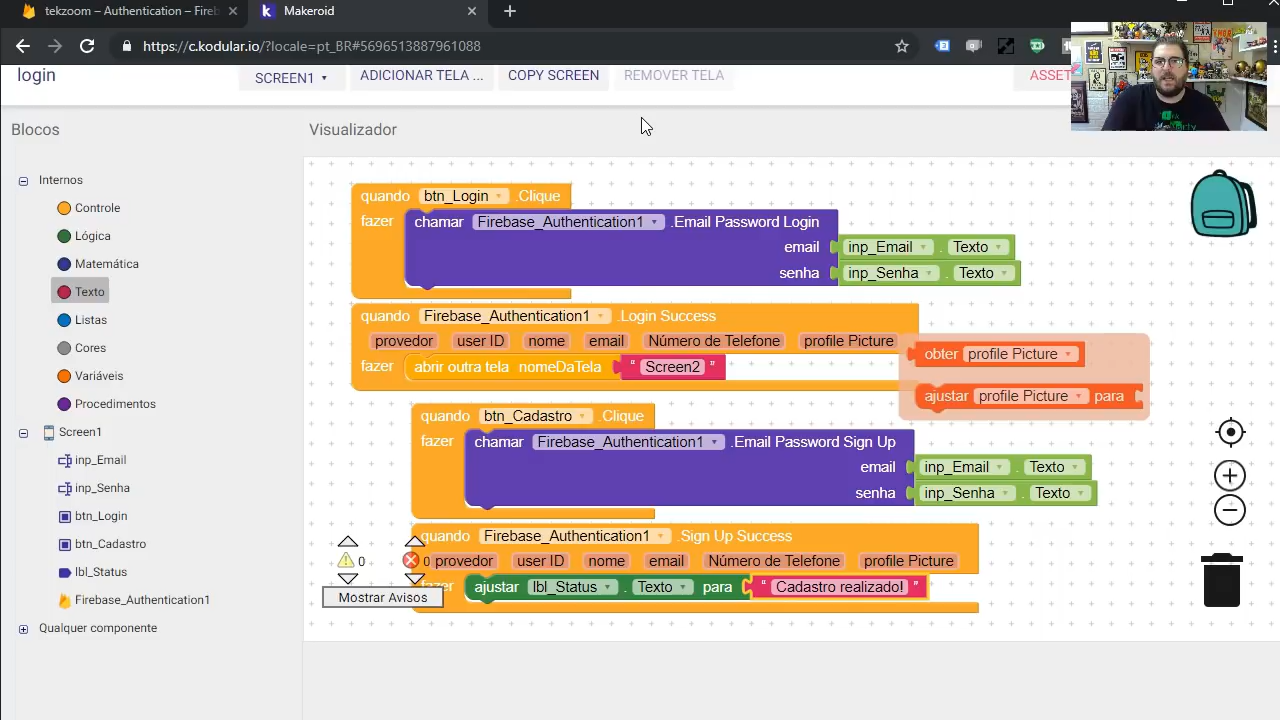 tekzoom – Authentication – Fireb
Makeroid
https://c.kodular.io/?locale=pt_BR#5690513887961088
login
SCREEN1
ADICIONAR TELA ...
COPY SCREEN
REMOVER TELA
ASSET
Blocos
Visualizador
Internos
Controle
Lógica
Matemática
Texto
Listas
Cores
Variáveis
Procedimentos
Screen1
inp_Email
inp_Senha
btn_Login
btn_Cadastro
lbl_Status
Firebase_Authentication1
Qualquer componente
quando btn_Login .Clique
fazer chamar Firebase_Authentication1 .Email Password Login
email inp_Email . Texto
senha inp_Senha . Texto
quando Firebase_Authentication1 .Login Success
provedor user ID nome email Número de Telefone profile Picture
fazer abrir outra tela nomeDaTela “ Screen2 ”
obter profile Picture
ajustar profile Picture para
quando btn_Cadastro .Clique
fazer chamar Firebase_Authentication1 .Email Password Sign Up
email inp_Email . Texto
senha inp_Senha . Texto
quando Firebase_Authentication1 .Sign Up Success
provedor user ID nome email Número de Telefone profile Picture
fazer ajustar lbl_Status . Texto para “ Cadastro realizado! ”
0 0
Mostrar Avisos